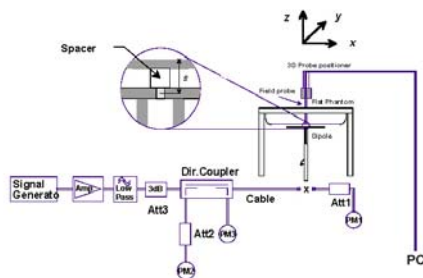 z
y
x
Spacer
s
3D Probe positioner
Field probe
Flat Phantom
Dipole
Signal
Generato
Amp
Low
Pass
3dB
Att3
Dir.Coupler
Cable
x
Att1
PM1
Att2
PM3
PM2
PC